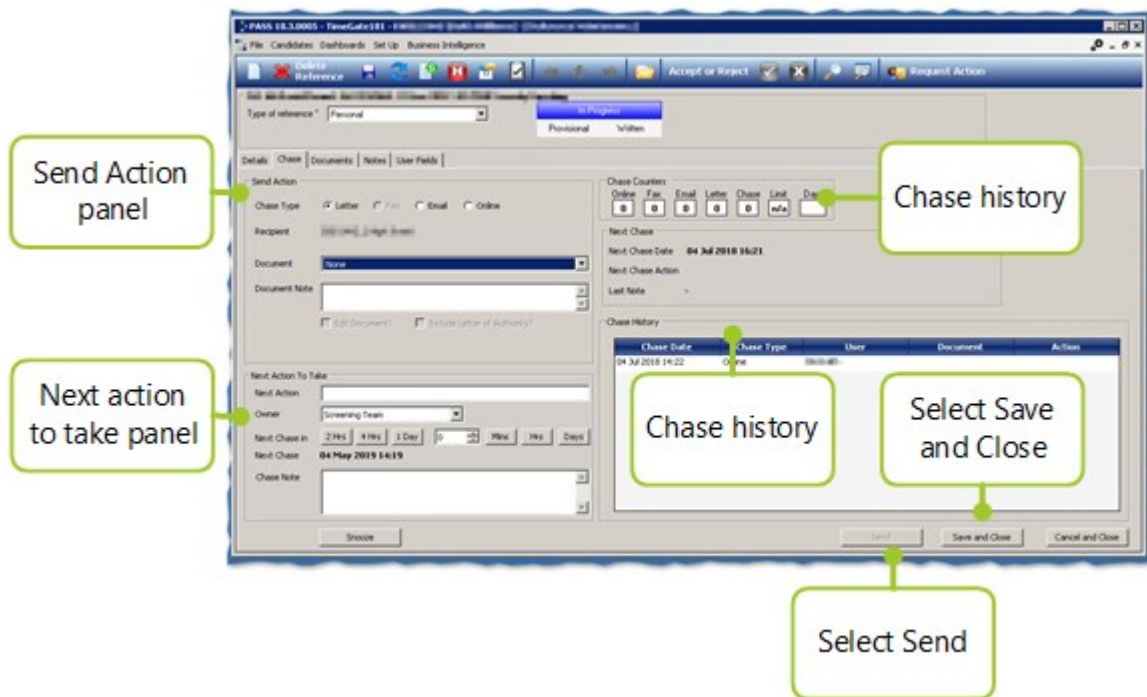 PASS 10.3.0005 - TimeGate101 -
File Candidates Dashboards Set Up Business Intelligence
Delete Reference
Accept or Reject
Request Action
Type of reference * Personal
In Progress
Provisional Written
Details Chase Documents Notes User Fields
Send Action
Chase Type Letter Fax Email Online
Recipient
Document None
Document Note
Edit Document? Include Letter of Authority?
Next Action To Take
Next Action
Owner Screening Team
Next Chase in 2 Hrs 4 Hrs 1 Day 0 Mins Hrs Days
Next Chase 04 May 2019 14:19
Chase Note
Snooze
Chase Counters
Online Fax Email Letter Chase Limit
0 0 0 0 0 n/a
Next Chase
Next Chase Date 04 Jul 2018 16:21
Next Chase Action
Last Note -
Chase History
Chase Date Chase Type User Document Action
04 Jul 2018 14:22 Online
Send Save and Close Cancel and Close
Send Action
panel
Chase history
Next action
to take panel
Chase history
Select Save
and Close
Select Send